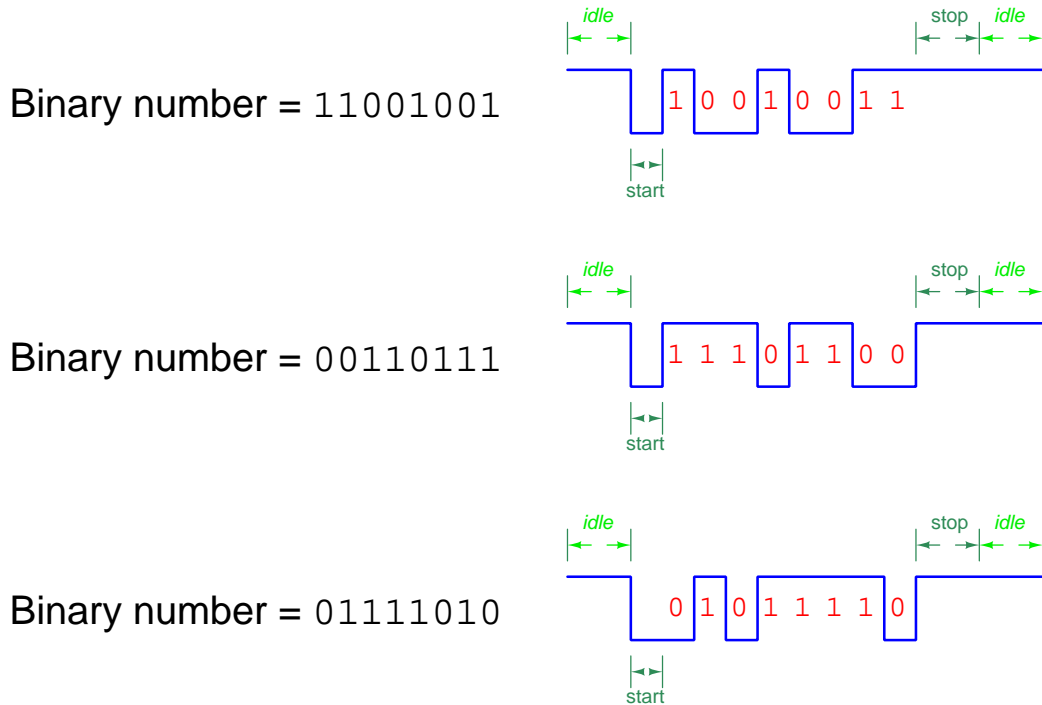 idle stop idle
Binary number = 11001001 1 0 0 1 0 0 1 1
start
idle stop idle
Binary number = 00110111 1 1 1 0 1 1 0 0
start
idle stop idle
Binary number = 01111010 0 1 0 1 1 1 1 0
start